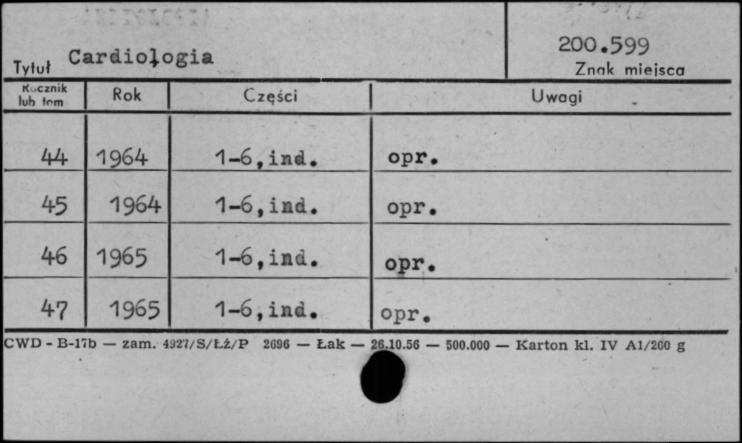 Tytuł Cardiologia
200.599
Znak miejsca
Rocznik lub tom Rok Części Uwagi
44 1964 1-6,ind. opr.
45 1964 1-6,ind. opr.
46 1965 1-6,ind. opr.
47 1965 1-6,ind. opr.
CWD - B-17b — zam. 4927/S/Łź/P 2696 — Łak — 26.10.56 — 500.000 — Karton kl. IV A1/200 g